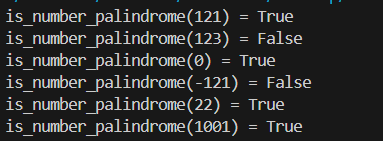 is_number_palindrome(121) = True
is_number_palindrome(123) = False
is_number_palindrome(0) = True
is_number_palindrome(-121) = False
is_number_palindrome(22) = True
is_number_palindrome(1001) = True